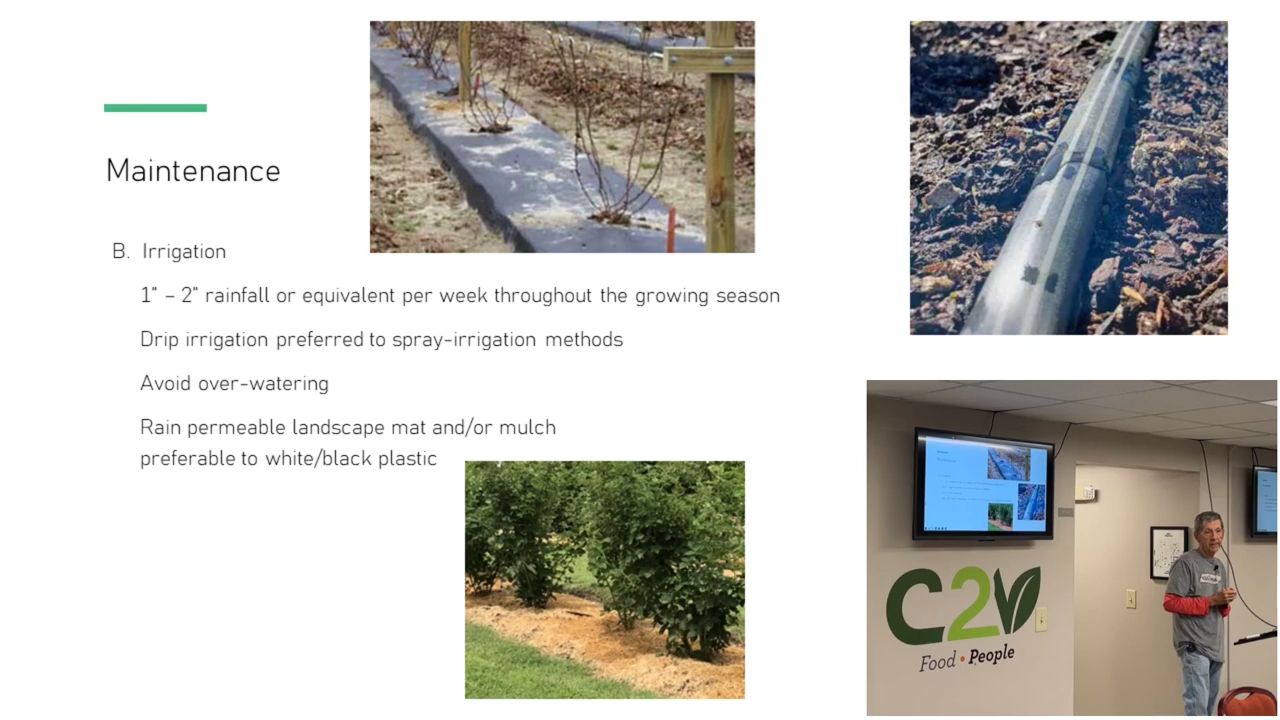 Maintenance
B. Irrigation
1" – 2" rainfall or equivalent per week throughout the growing season
Drip irrigation preferred to spray-irrigation methods
Avoid over-watering
Rain permeable landscape mat and/or mulch
preferable to white/black plastic
C2V
Food • People